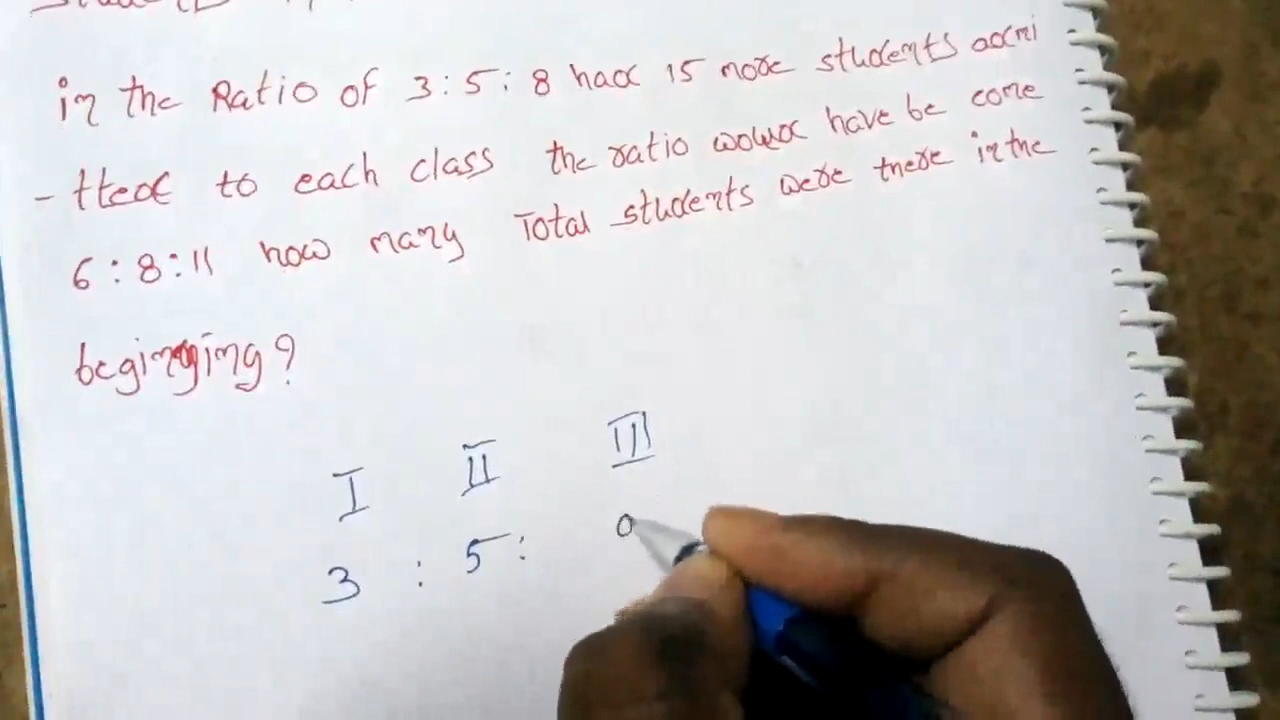 in the Ratio of 3:5:8 had 15 more students admi
- tted to each class the ratio would have be come
6:8:11 how many Total students were there in the
beginging?
I II III
3 : 5 :